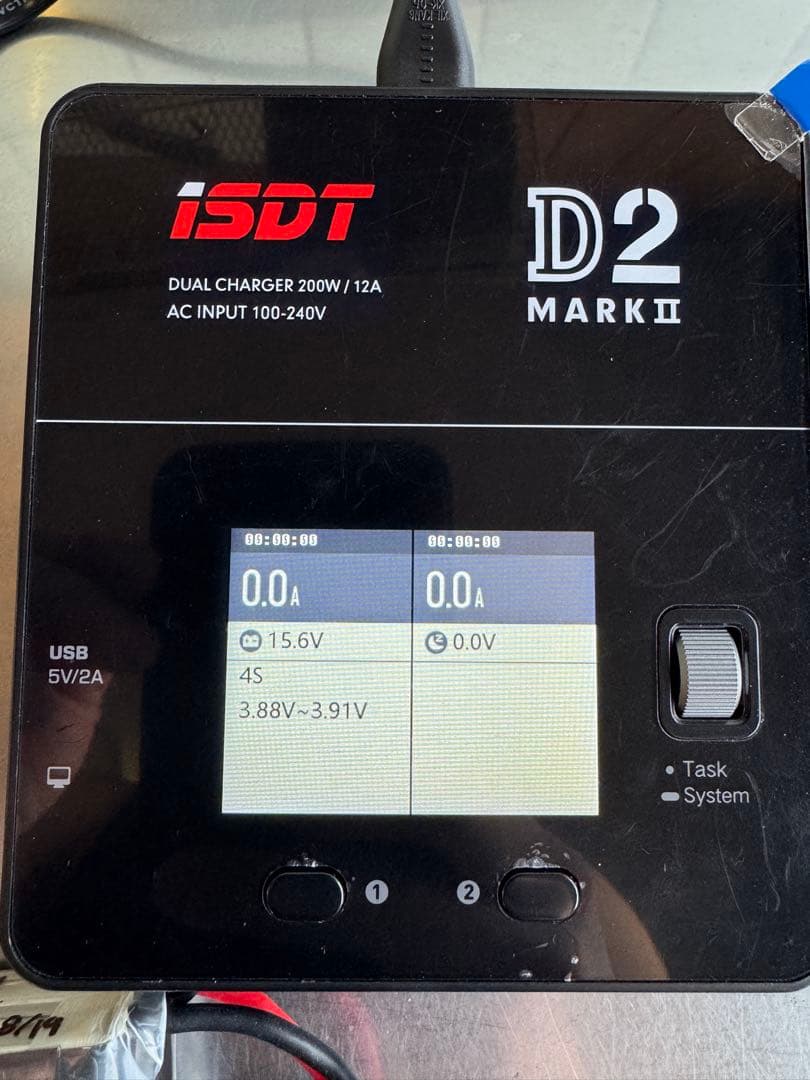 iSDT
D2
MARK II
DUAL CHARGER 200W / 12A
AC INPUT 100-240V
00:00:00
00:00:00
0.0A
0.0A
15.6V
0.0V
4S
3.88V~3.91V
USB
5V/2A
Task
System
1
2